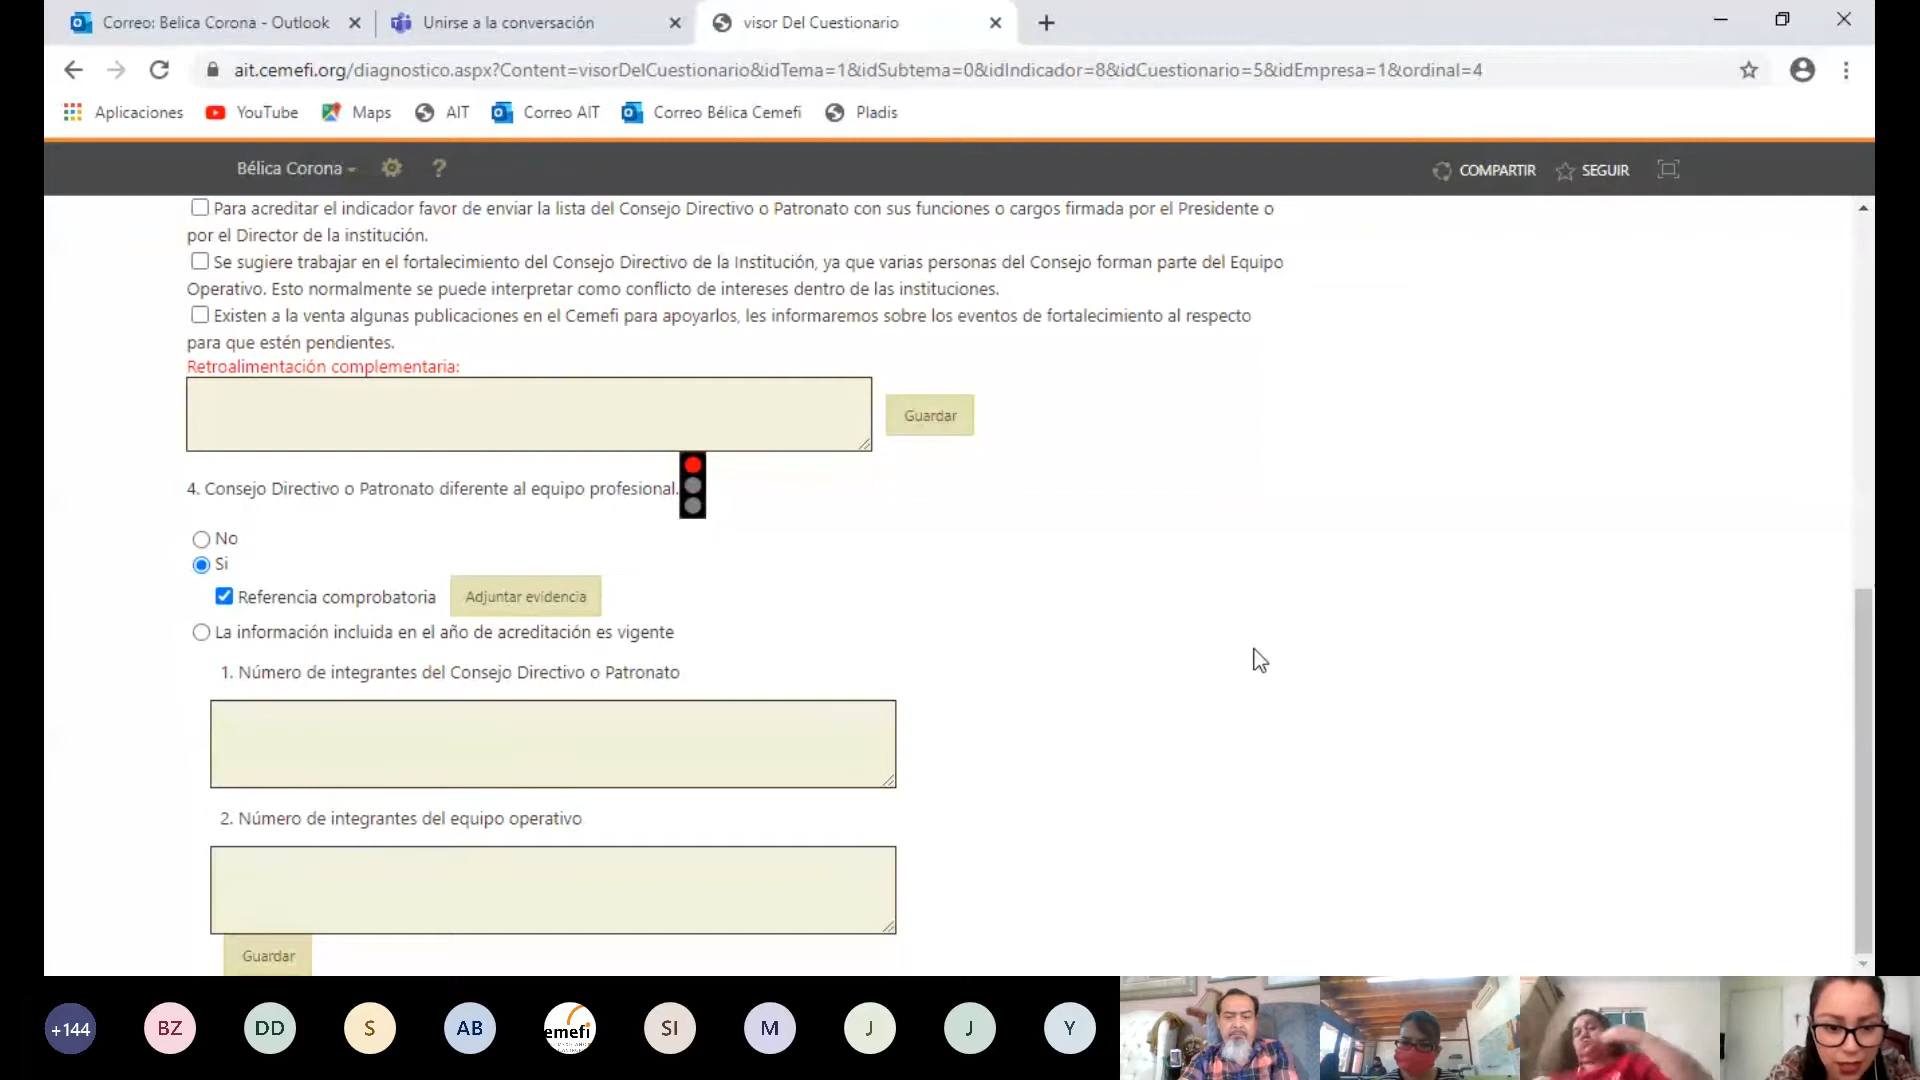 Correo: Belica Corona - Outlook
Unirse a la conversación
visor Del Cuestionario
ait.cemefi.org/diagnostico.aspx?Content=visorDelCuestionario&idTema=1&idSubtema=0&idIndicador=8&idCuestionario=5&idEmpresa=1&ordinal=4
Aplicaciones
YouTube
Maps
AIT
Correo AIT
Correo Bélica Cemefi
Pladis
Bélica Corona
?
COMPARTIR
SEGUIR
Para acreditar el indicador favor de enviar la lista del Consejo Directivo o Patronato con sus funciones o cargos firmada por el Presidente o
por el Director de la institución.
Se sugiere trabajar en el fortalecimiento del Consejo Directivo de la Institución, ya que varias personas del Consejo forman parte del Equipo
Operativo. Esto normalmente se puede interpretar como conflicto de intereses dentro de las instituciones.
Existen a la venta algunas publicaciones en el Cemefi para apoyarlos, les informaremos sobre los eventos de fortalecimiento al respecto
para que estén pendientes.
Retroalimentación complementaria:
Guardar
4. Consejo Directivo o Patronato diferente al equipo profesional.
No
Si
Referencia comprobatoria
Adjuntar evidencia
La información incluida en el año de acreditación es vigente
1. Número de integrantes del Consejo Directivo o Patronato
2. Número de integrantes del equipo operativo
Guardar
+144
BZ
DD
S
AB
emefi
SI
M
J
J
Y